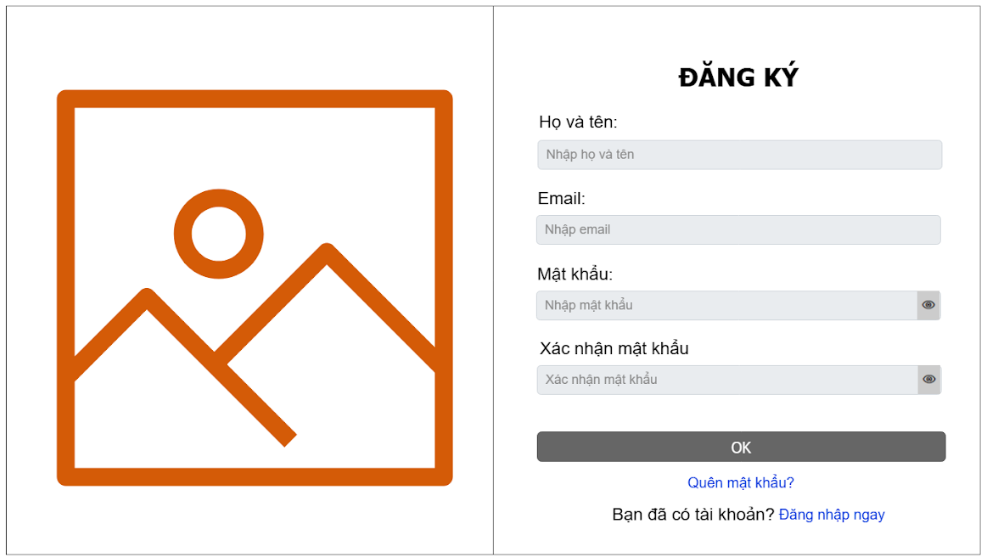 ĐĂNG KÝ
Họ và tên:
Nhập họ và tên
Email:
Nhập email
Mật khẩu:
Nhập mật khẩu
Xác nhận mật khẩu
Xác nhận mật khẩu
OK
Quên mật khẩu?
Bạn đã có tài khoản? Đăng nhập ngay